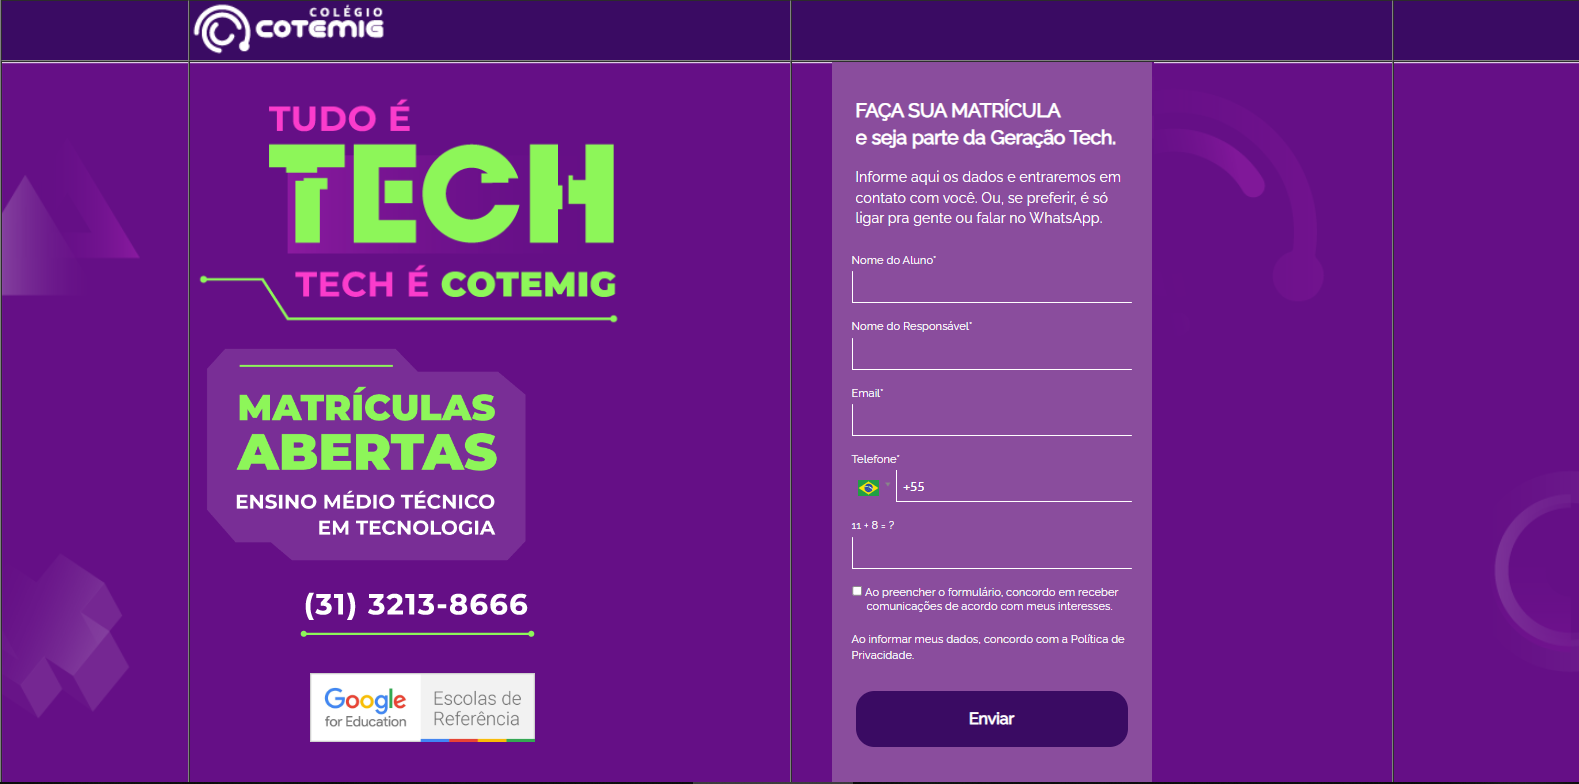 COLÉGIO
COTEMIG
TUDO É
TECH
TECH É COTEMIG
MATRÍCULAS
ABERTAS
ENSINO MÉDIO TÉCNICO
EM TECNOLOGIA
(31) 3213-8666
Google
for Education
Escolas de
Referência
FAÇA SUA MATRÍCULA
e seja parte da Geração Tech.
Informe aqui os dados e entraremos em
contato com você. Ou, se preferir, é só
ligar pra gente ou falar no WhatsApp.
Nome do Aluno*
Nome do Responsável*
Email*
Telefone*
+55
11 + 8 = ?
Ao preencher o formulário, concordo em receber
comunicações de acordo com meus interesses.
Ao informar meus dados, concordo com a Política de
Privacidade.
Enviar